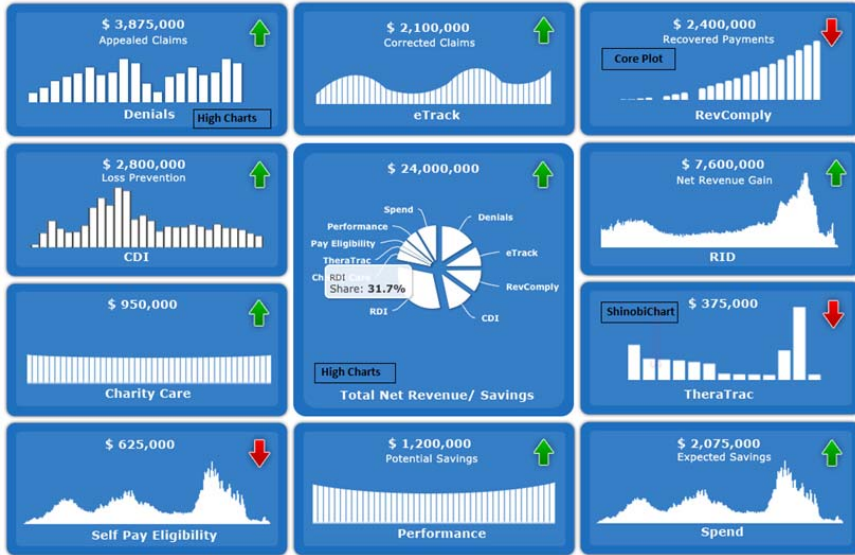 $ 3,875,000
Appealed Claims
Denials
High Charts
$ 2,100,000
Corrected Claims
eTrack
$ 2,400,000
Recovered Payments
Core Plot
RevComply
$ 2,800,000
Loss Prevention
CDI
$ 24,000,000
Spend
Denials
Performance
Pay Eligibility
eTrack
TheraTrac
RDI
Share: 31.7%
RevComply
RDI
CDI
High Charts
Total Net Revenue/ Savings
$ 7,600,000
Net Revenue Gain
RID
$ 950,000
Charity Care
ShinobiChart
$ 375,000
TheraTrac
$ 625,000
Self Pay Eligibility
$ 1,200,000
Potential Savings
Performance
$ 2,075,000
Expected Savings
Spend